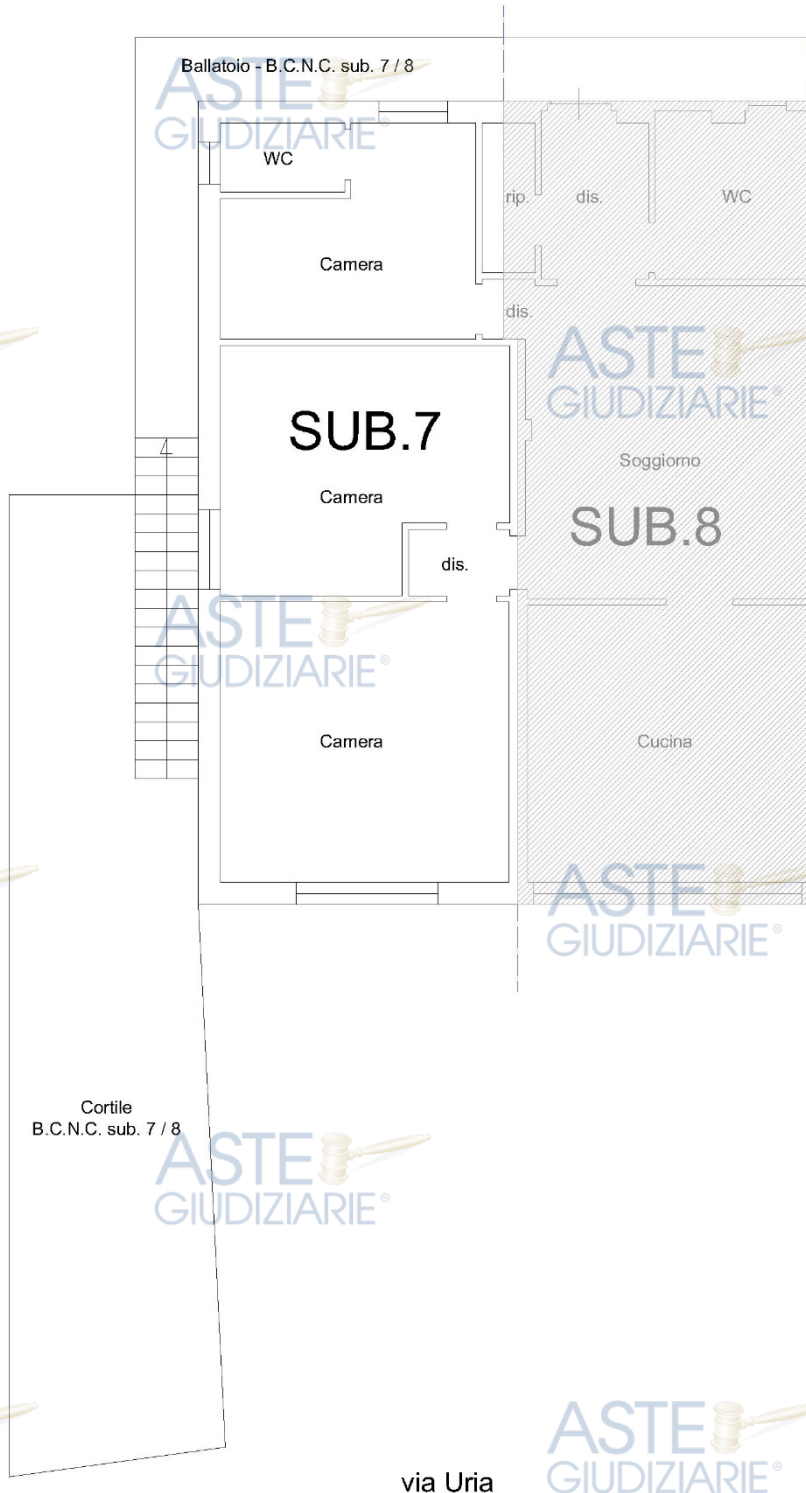 Ballatoio - B.C.N.C. sub. 7 / 8
ASTE
GIUDIZIARIE®
WC
rip.
dis.
WC
Camera
dis.
ASTE
GIUDIZIARIE®
SUB.7
Soggiorno
Camera
SUB.8
dis.
ASTE
GIUDIZIARIE®
Camera
Cucina
ASTE
GIUDIZIARIE®
Cortile
B.C.N.C. sub. 7 / 8
ASTE
GIUDIZIARIE®
ASTE
GIUDIZIARIE®
via Uria